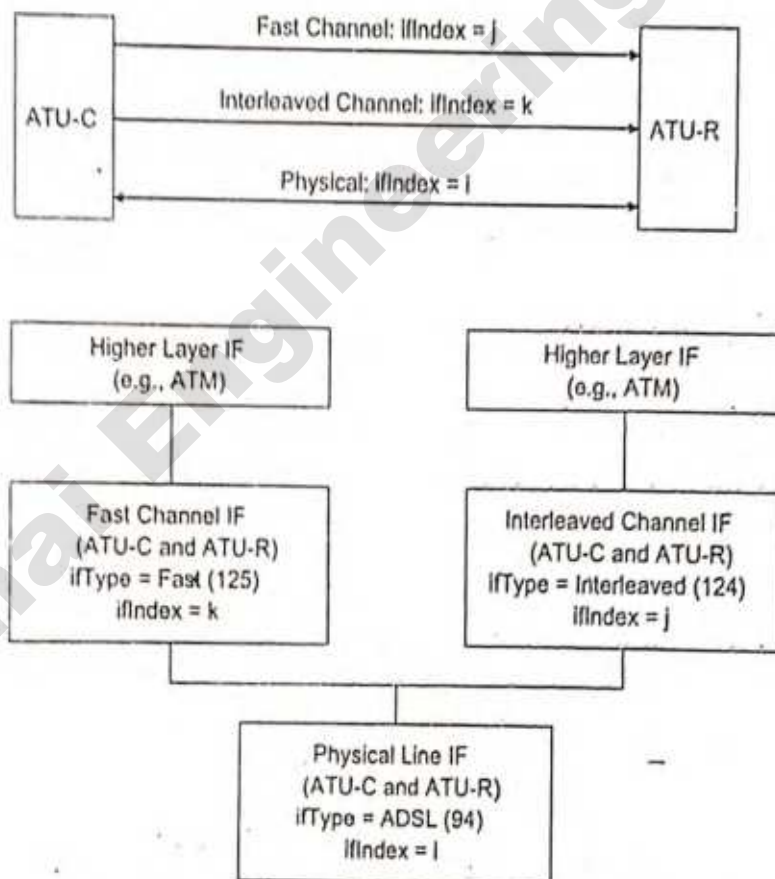 Fast Channel: ifIndex = j
Interleaved Channel: ifIndex = k
ATU-C
ATU-R
Physical: ifIndex = i
Higher Layer IF
(e.g., ATM)
Higher Layer IF
(e.g., ATM)
Fast Channel IF
(ATU-C and ATU-R)
ifType = Fast (125)
ifIndex = k
Interleaved Channel IF
(ATU-C and ATU-R)
ifType = Interleaved (124)
ifIndex = j
Physical Line IF
(ATU-C and ATU-R)
ifType = ADSL (94)
ifIndex = i
Engineering